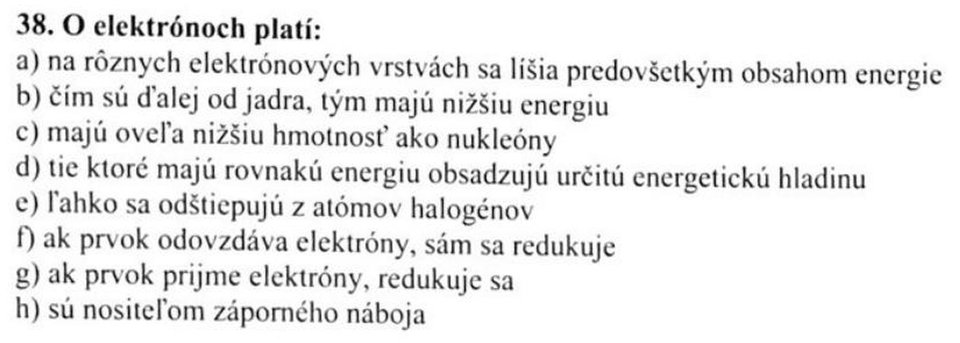 38. O elektrónoch platí:
a) na rôznych elektrónových vrstvách sa líšia predovšetkým obsahom energie
b) čím sú ďalej od jadra, tým majú nižšiu energiu
c) majú oveľa nižšiu hmotnosť ako nukleóny
d) tie ktoré majú rovnakú energiu obsadzujú určitú energetickú hladinu
e) ľahko sa odštiepujú z atómov halogénov
f) ak prvok odovzdáva elektróny, sám sa redukuje
g) ak prvok prijme elektróny, redukuje sa
h) sú nositeľom záporného náboja